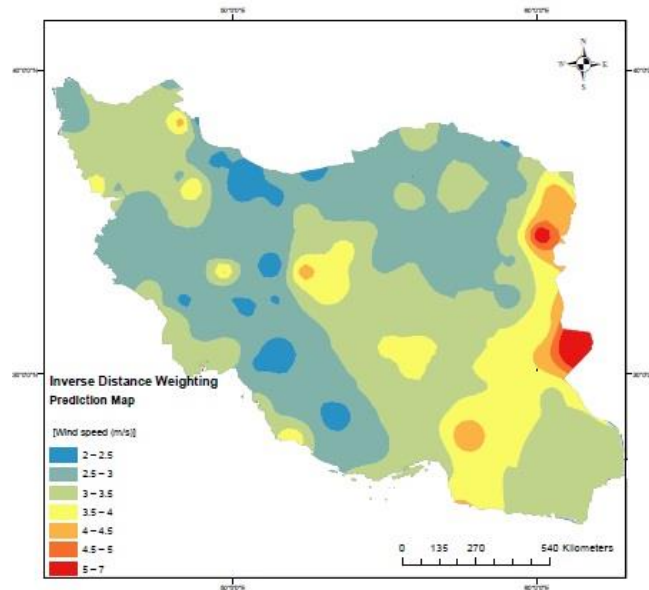 N
W E
S
Inverse Distance Weighting
Prediction Map
[Wind speed (m/s)]
2 – 2.5
2.5 – 3
3 – 3.5
3.5 – 4
4 – 4.5
4.5 – 5
5 – 7
0 135 270 540 Kilometers